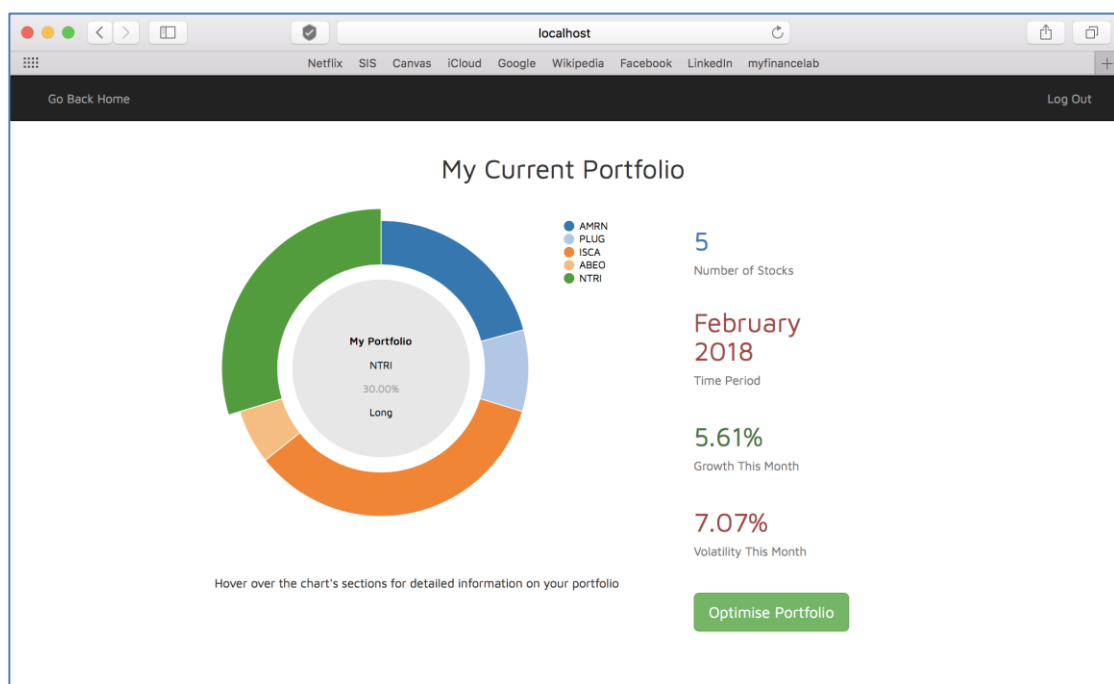 localhost
Netflix SIS Canvas iCloud Google Wikipedia Facebook LinkedIn myfinancelab
Go Back Home
Log Out
My Current Portfolio
AMRN
PLUG
ISCA
ABEO
NTRI
My Portfolio
NTRI
30.00%
Long
Hover over the chart's sections for detailed information on your portfolio
5
Number of Stocks
February
2018
Time Period
5.61%
Growth This Month
7.07%
Volatility This Month
Optimise Portfolio